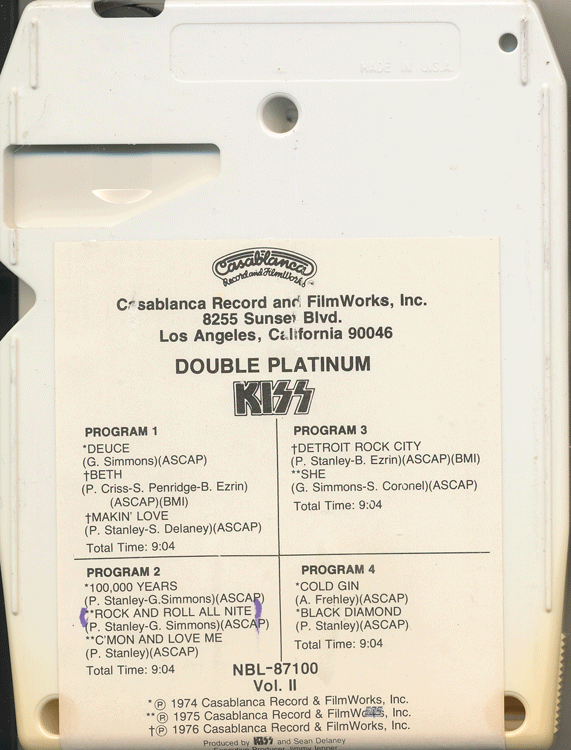 MADE IN U.S.A.
Casablanca
Record and FilmWorks
Casablanca Record and FilmWorks, Inc.
8255 Sunset Blvd.
Los Angeles, California 90046
DOUBLE PLATINUM
KISS
PROGRAM 1
*DEUCE
(G. Simmons)(ASCAP)
†BETH
(P. Criss-S. Penridge-B. Ezrin)
(ASCAP)(BMI)
†MAKIN' LOVE
(P. Stanley-S. Delaney)(ASCAP)
Total Time: 9:04
PROGRAM 3
†DETROIT ROCK CITY
(P. Stanley-B. Ezrin)(ASCAP)(BMI)
**SHE
(G. Simmons-S. Coronel)(ASCAP)
Total Time: 9:04
PROGRAM 2
*100,000 YEARS
(P. Stanley-G.Simmons)(ASCAP)
**ROCK AND ROLL ALL NITE
(P. Stanley-G. Simmons)(ASCAP)
**C'MON AND LOVE ME
(P. Stanley)(ASCAP)
Total Time: 9:04
PROGRAM 4
*COLD GIN
(A. Frehley)(ASCAP)
*BLACK DIAMOND
(P. Stanley)(ASCAP)
Total Time: 9:04
NBL-87100
Vol. II
*Ⓟ 1974 Casablanca Record & FilmWorks, Inc.
**Ⓟ 1975 Casablanca Record & FilmWorks, Inc.
†Ⓟ 1976 Casablanca Record & FilmWorks, Inc.
Produced by KISS and Sean Delaney
Executive Producer Jimmy Ienner